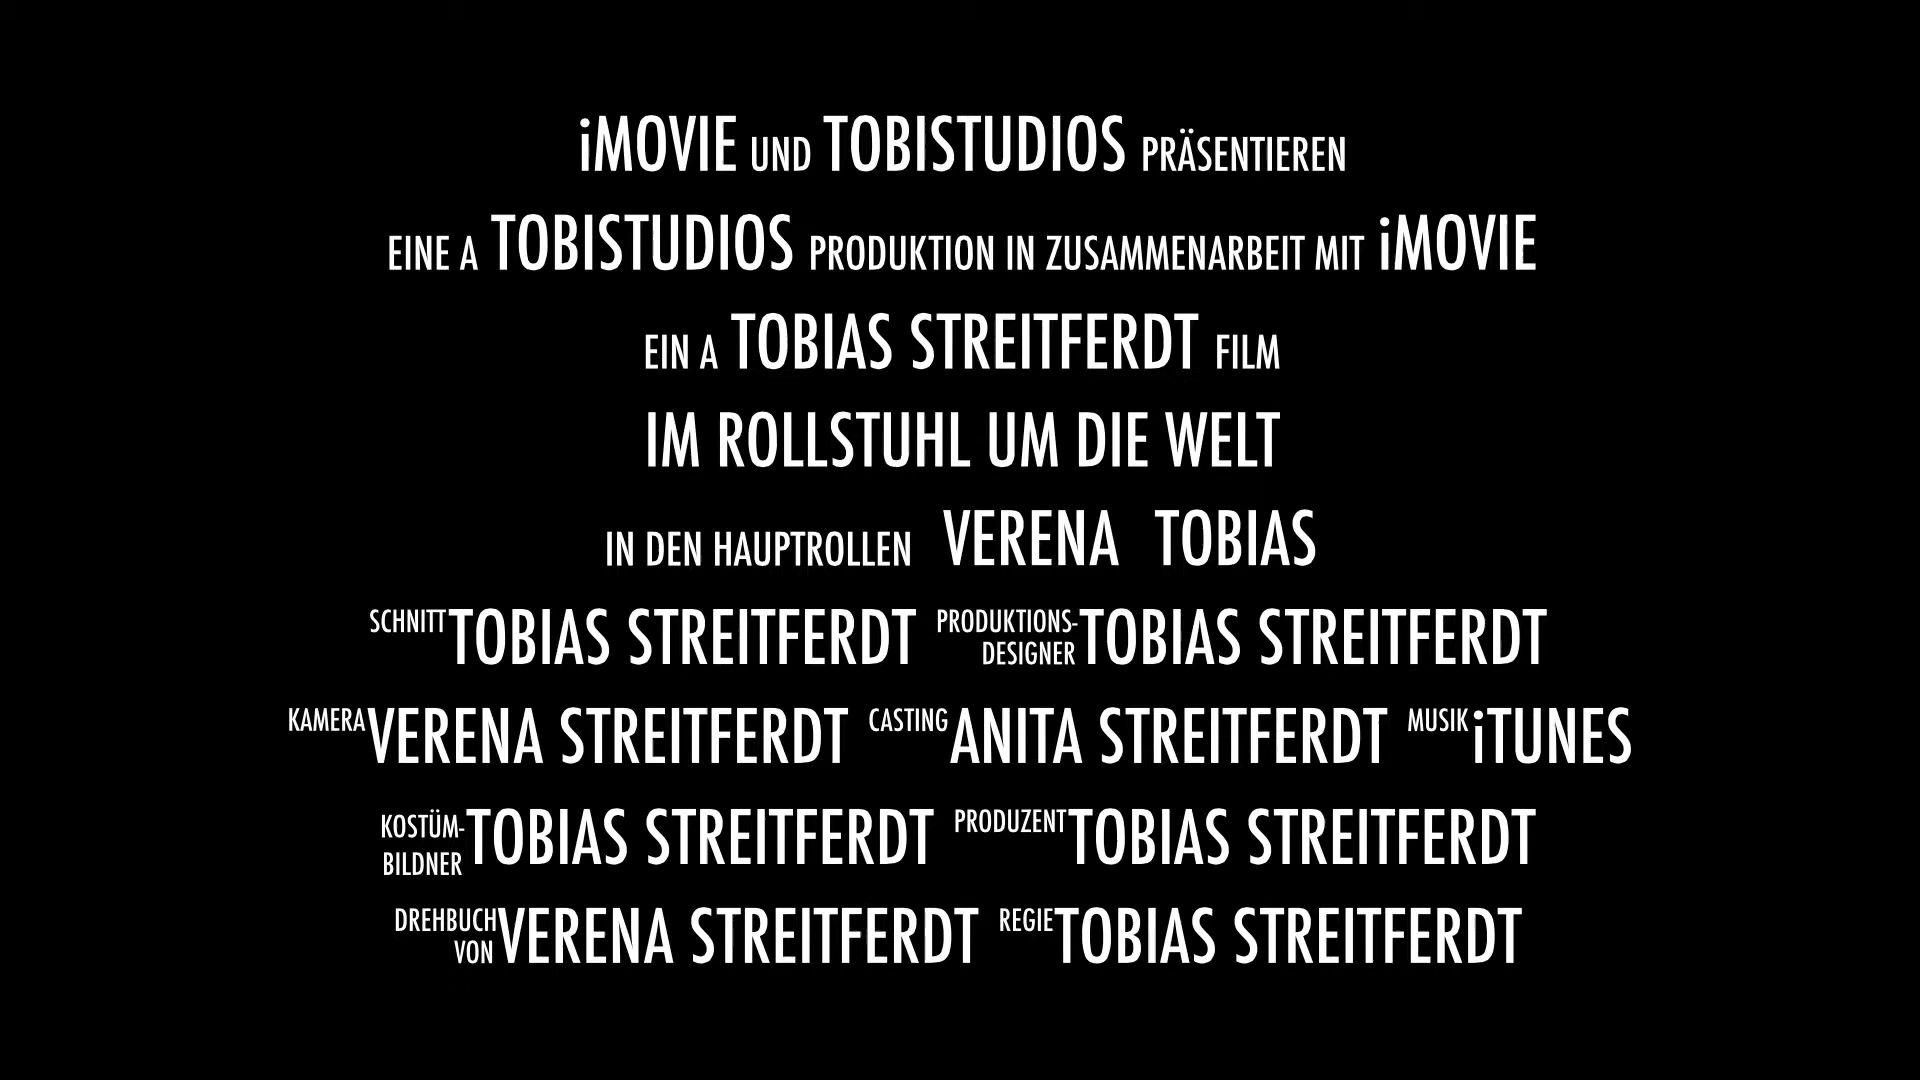 iMOVIE UND TOBISTUDIOS PRÄSENTIEREN
EINE A TOBISTUDIOS PRODUKTION IN ZUSAMMENARBEIT MIT iMOVIE
EIN A TOBIAS STREITFERDT FILM
IM ROLLSTUHL UM DIE WELT
IN DEN HAUPTROLLEN VERENA TOBIAS
SCHNITT TOBIAS STREITFERDT PRODUKTIONS-DESIGNER TOBIAS STREITFERDT
KAMERA VERENA STREITFERDT CASTING ANITA STREITFERDT MUSIK iTUNES
KOSTÜM-BILDNER TOBIAS STREITFERDT PRODUZENT TOBIAS STREITFERDT
DREHBUCH VON VERENA STREITFERDT REGIE TOBIAS STREITFERDT